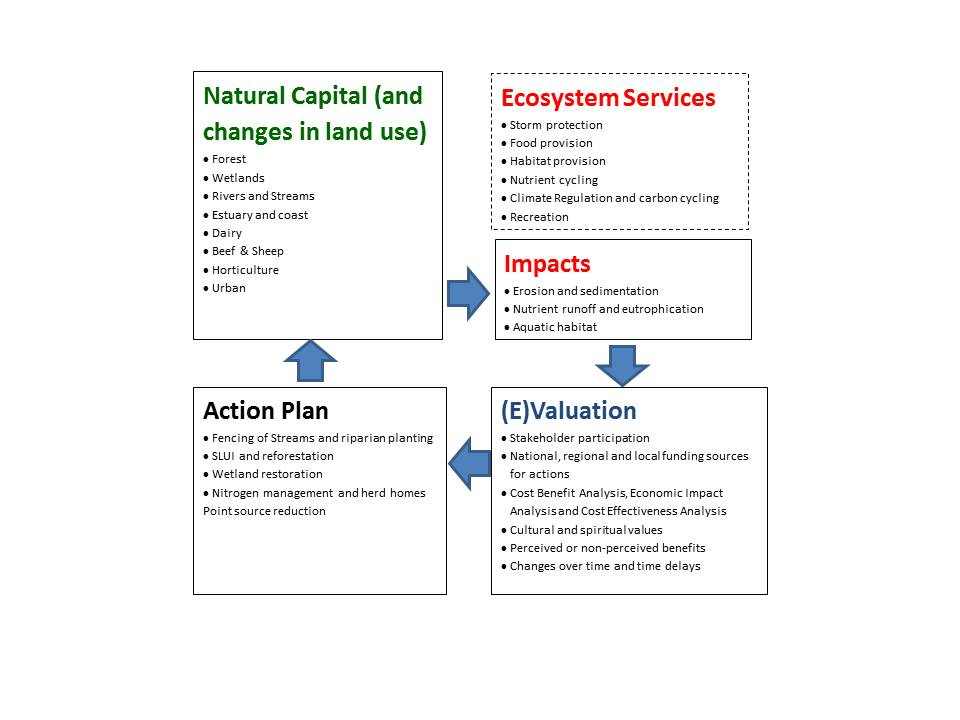 Natural Capital (and
changes in land use)
• Forest
• Wetlands
• Rivers and Streams
• Estuary and coast
• Dairy
• Beef & Sheep
• Horticulture
• Urban
Ecosystem Services
• Storm protection
• Food provision
• Habitat provision
• Nutrient cycling
• Climate Regulation and carbon cycling
• Recreation
Impacts
• Erosion and sedimentation
• Nutrient runoff and eutrophication
• Aquatic habitat
Action Plan
• Fencing of Streams and riparian planting
• SLUI and reforestation
• Wetland restoration
• Nitrogen management and herd homes
Point source reduction
(E)Valuation
• Stakeholder participation
• National, regional and local funding sources
for actions
• Cost Benefit Analysis, Economic Impact
Analysis and Cost Effectiveness Analysis
• Cultural and spiritual values
• Perceived or non-perceived benefits
• Changes over time and time delays